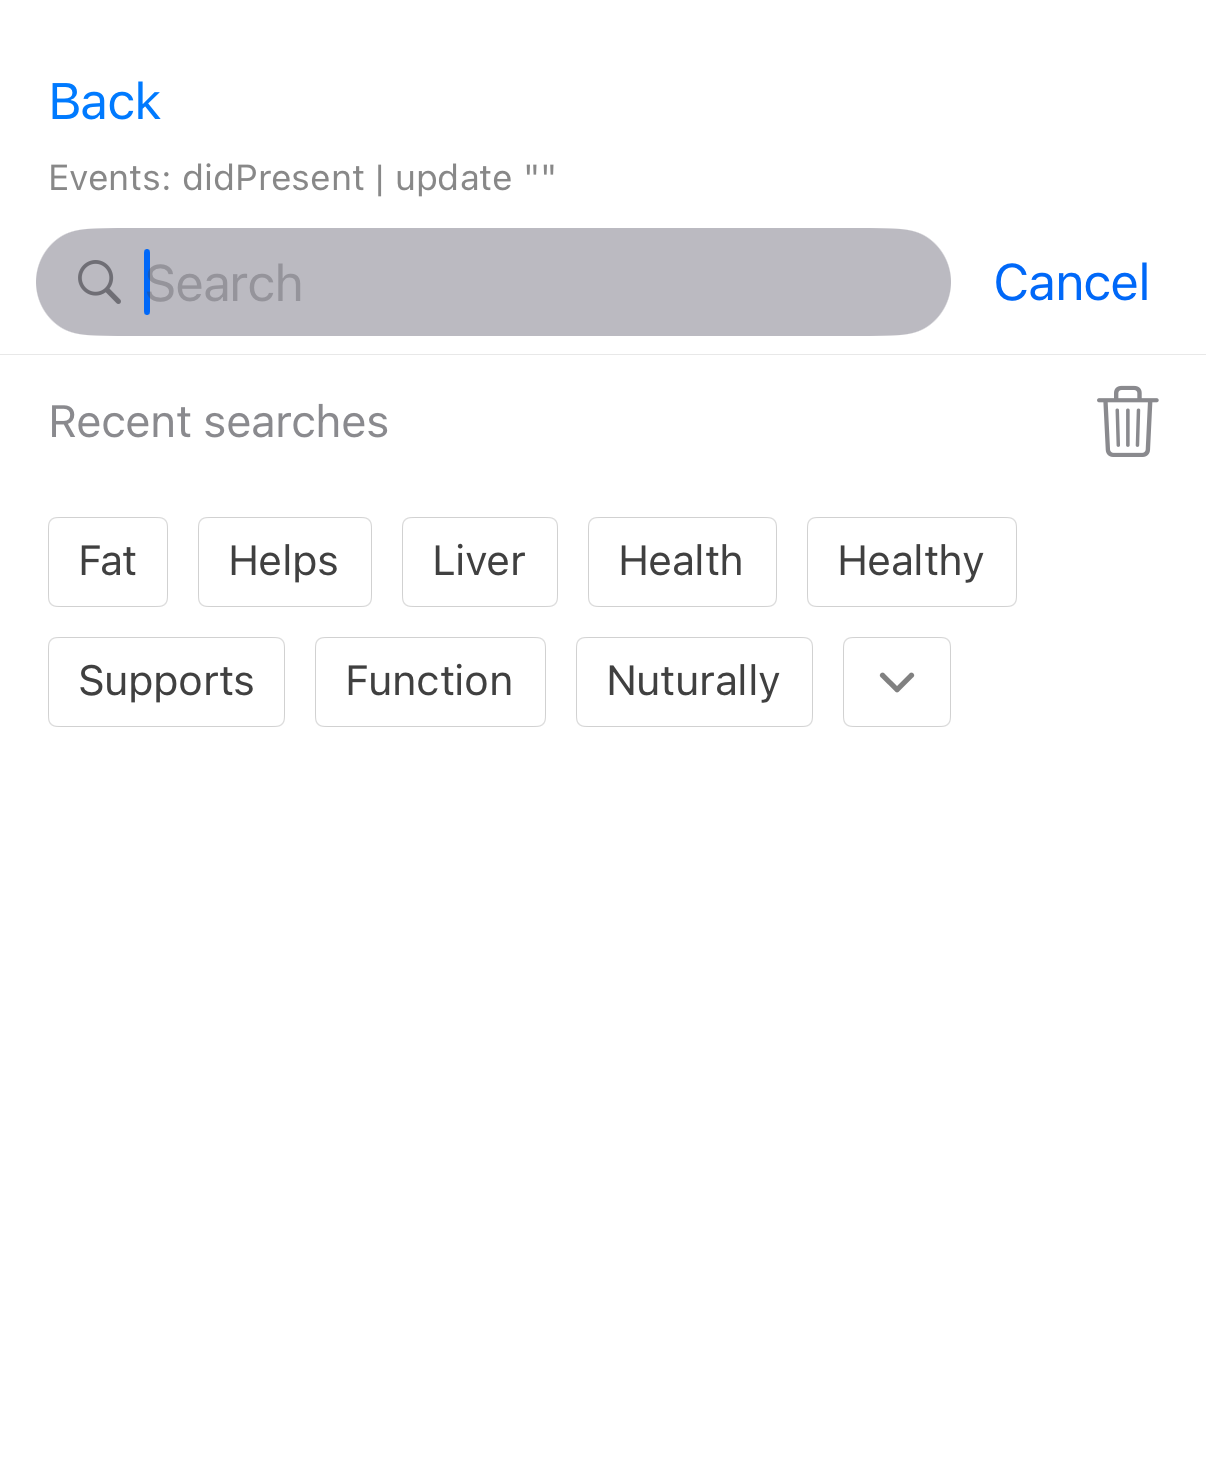 Back
Events: didPresent | update ""
Search Cancel
Recent searches
Fat Helps Liver Health Healthy
Supports Function Nuturally